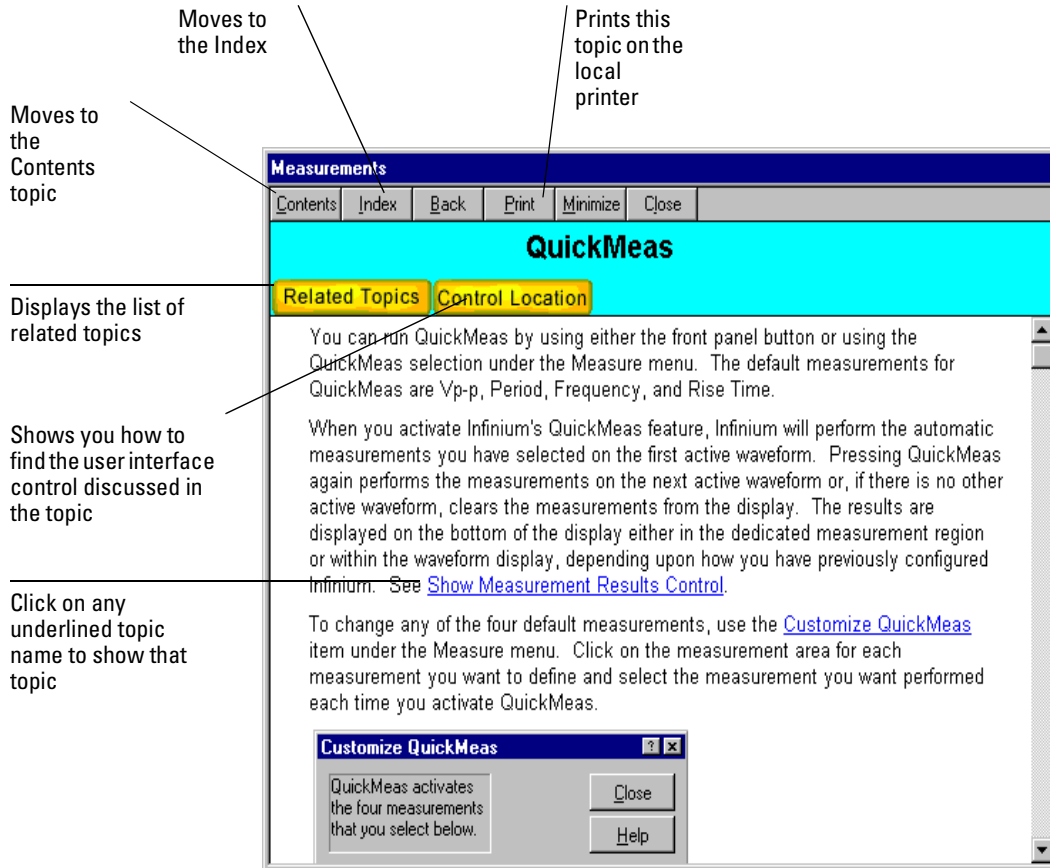 Moves to
the Index
Prints this
topic on the
local
printer
Moves to
the
Contents
topic
Measurements
Contents Index Back Print Minimize Close
QuickMeas
Related Topics Control Location
Displays the list of
related topics
You can run QuickMeas by using either the front panel button or using the
QuickMeas selection under the Measure menu. The default measurements for
QuickMeas are Vp-p, Period, Frequency, and Rise Time.
Shows you how to
find the user interface
control discussed in
the topic
When you activate Infinium's QuickMeas feature, Infinium will perform the automatic
measurements you have selected on the first active waveform. Pressing QuickMeas
again performs the measurements on the next active waveform or, if there is no other
active waveform, clears the measurements from the display. The results are
displayed on the bottom of the display either in the dedicated measurement region
or within the waveform display, depending upon how you have previously configured
Infinium. See Show Measurement Results Control.
Click on any
underlined topic
name to show that
topic
To change any of the four default measurements, use the Customize QuickMeas
item under the Measure menu. Click on the measurement area for each
measurement you want to define and select the measurement you want performed
each time you activate QuickMeas.
Customize QuickMeas
QuickMeas activates
the four measurements
that you select below.
Close
Help